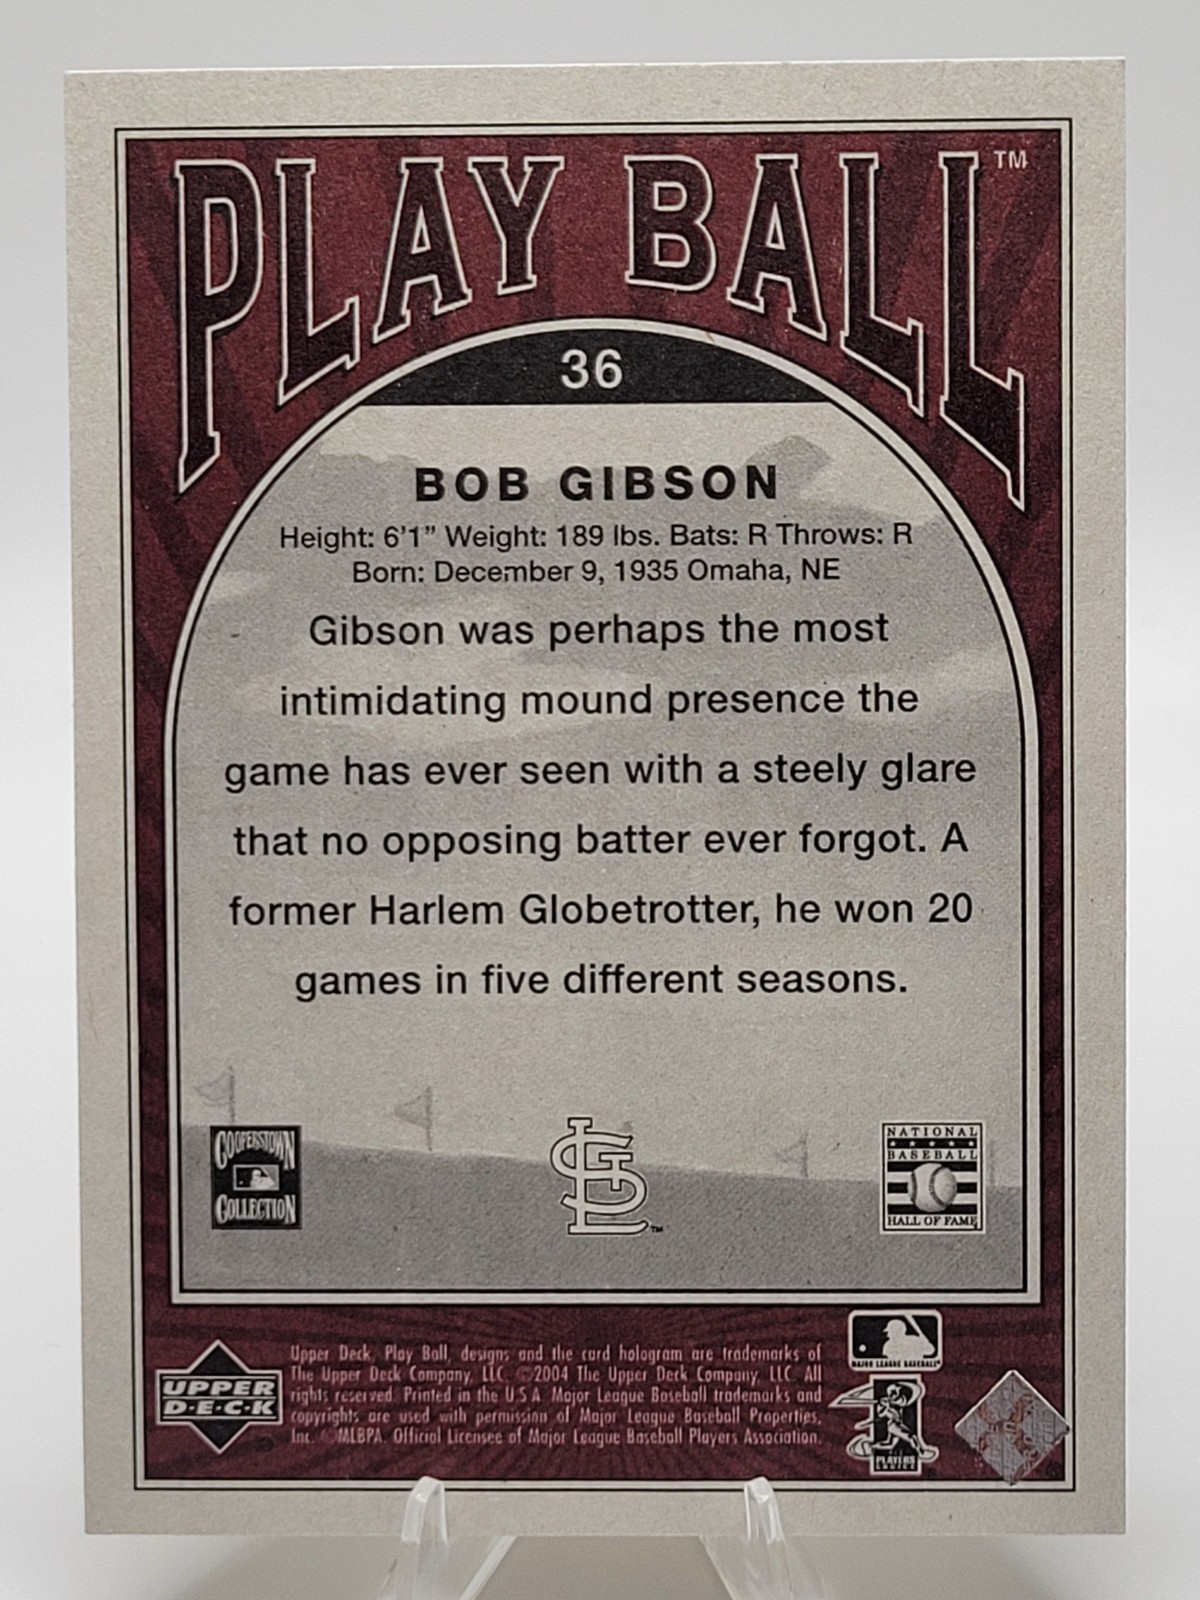 PLAY BALL™
36
BOB GIBSON
Height: 6'1" Weight: 189 lbs. Bats: R Throws: R
Born: December 9, 1935 Omaha, NE
Gibson was perhaps the most
intimidating mound presence the
game has ever seen with a steely glare
that no opposing batter ever forgot. A
former Harlem Globetrotter, he won 20
games in five different seasons.
COOPERSTOWN
COLLECTION
STL™
NATIONAL
BASEBALL
HALL OF FAME
UPPER
D·E·C·K
Upper Deck, Play Ball, designs and the card hologram are trademarks of
The Upper Deck Company, LLC. ©2004 The Upper Deck Company, LLC. All
rights reserved. Printed in the U.S.A. Major League Baseball trademarks and
copyrights are used with permission of Major League Baseball Properties,
Inc. ©MLBPA. Official Licensee of Major League Baseball Players Association.
MAJOR LEAGUE BASEBALL
PLAYERS
CHOICE